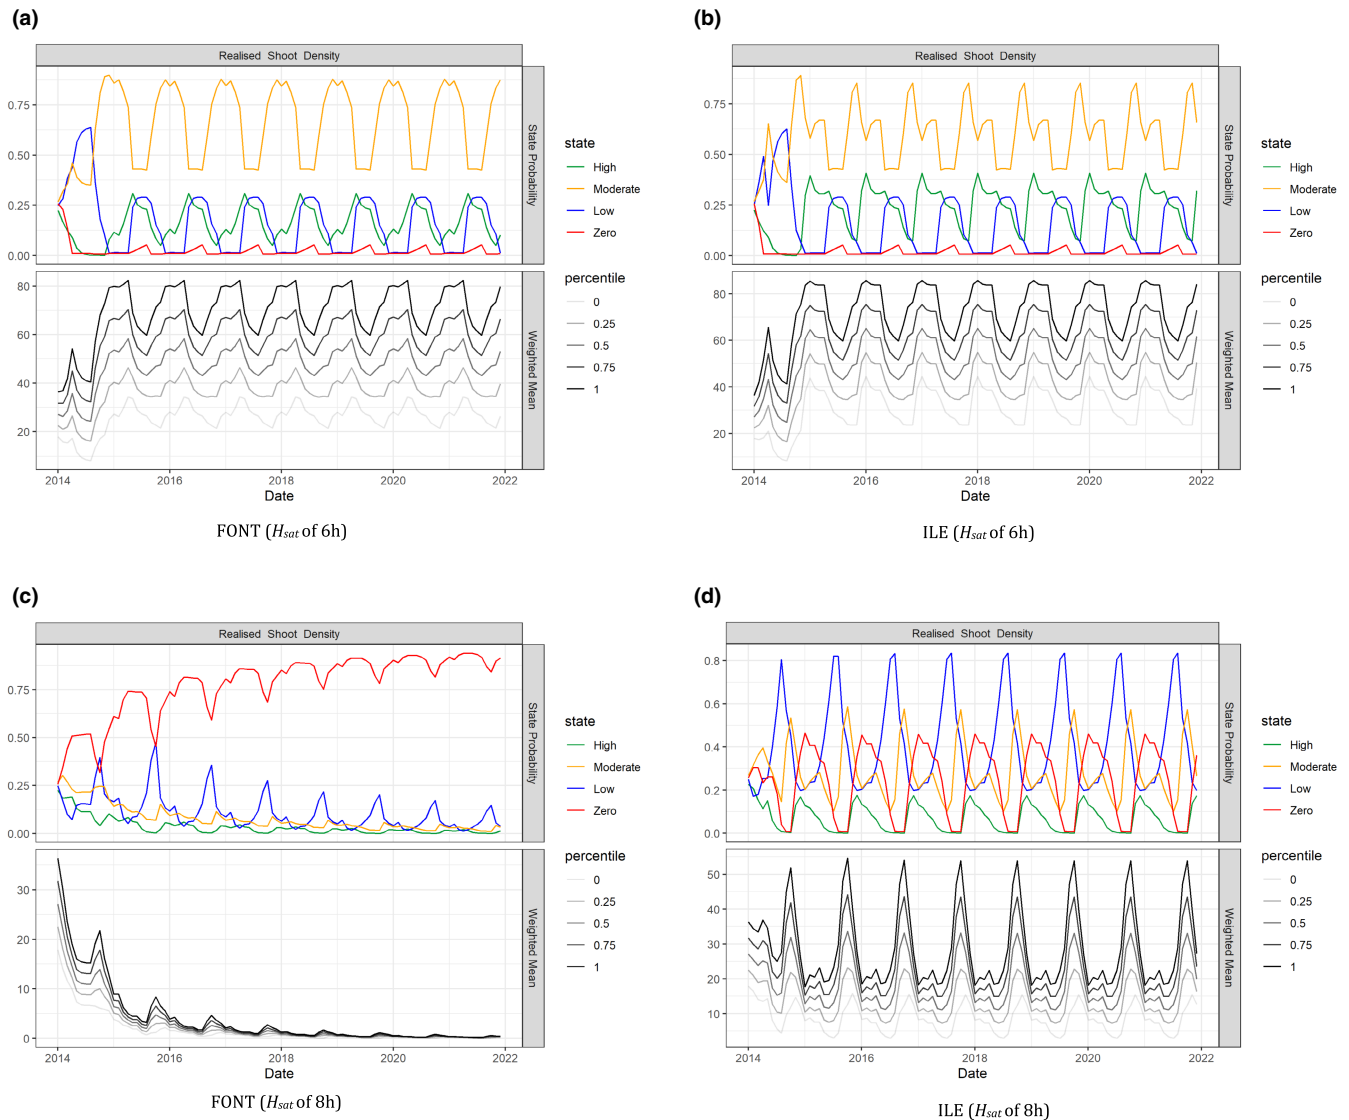 (a)
Realised Shoot Density
0.75
0.50
0.25
0.00
State Probability
80
60
40
20
Weighted Mean
2014
2016
2018
2020
2022
Date
state
High
Moderate
Low
Zero
percentile
0
0.25
0.5
0.75
1
FONT (Hsat of 6h)
(b)
Realised Shoot Density
0.75
0.50
0.25
0.00
State Probability
80
60
40
20
Weighted Mean
2014
2016
2018
2020
2022
Date
state
High
Moderate
Low
Zero
percentile
0
0.25
0.5
0.75
1
ILE (Hsat of 6h)
(c)
Realised Shoot Density
0.75
0.50
0.25
0.00
State Probability
30
20
10
0
Weighted Mean
2014
2016
2018
2020
2022
Date
state
High
Moderate
Low
Zero
percentile
0
0.25
0.5
0.75
1
FONT (Hsat of 8h)
(d)
Realised Shoot Density
0.8
0.6
0.4
0.2
0.0
State Probability
50
40
30
20
10
Weighted Mean
2014
2016
2018
2020
2022
Date
state
High
Moderate
Low
Zero
percentile
0
0.25
0.5
0.75
1
ILE (Hsat of 8h)